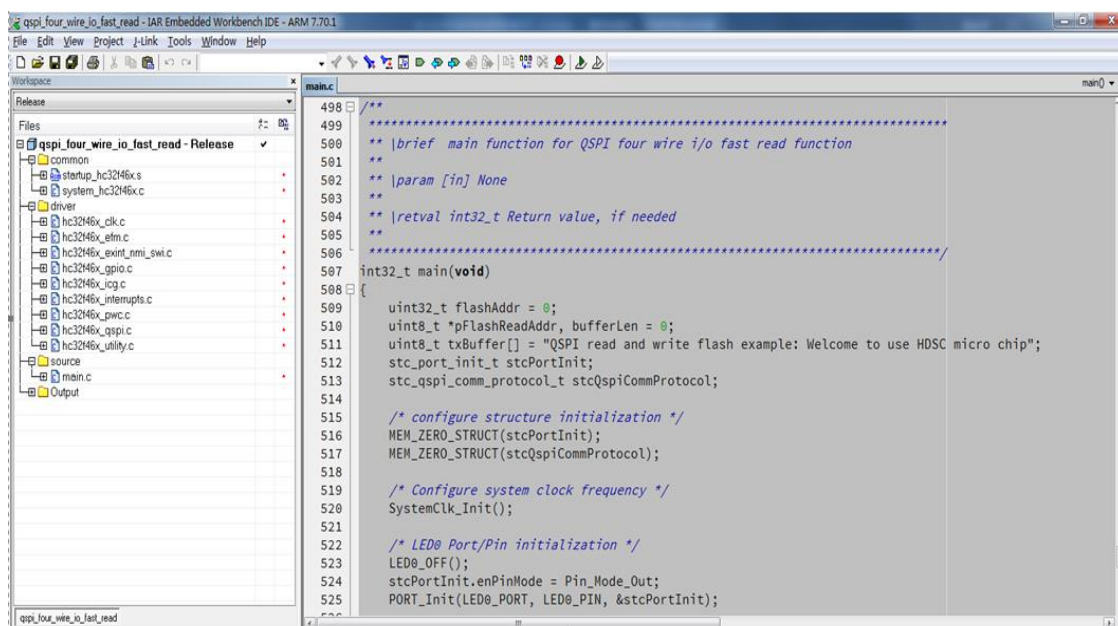 qspi_four_wire_io_fast_read - IAR Embedded Workbench IDE - ARM 7.70.1
File Edit View Project J-Link Tools Window Help
Workspace
Release
Files
qspi_four_wire_io_fast_read - Release
common
startup_hc32f46x.s
system_hc32f46x.c
driver
hc32f46x_clk.c
hc32f46x_efm.c
hc32f46x_exint_nmi_swi.c
hc32f46x_gpio.c
hc32f46x_icg.c
hc32f46x_interrupts.c
hc32f46x_pwc.c
hc32f46x_qspi.c
hc32f46x_utility.c
source
main.c
Output
qspi_four_wire_io_fast_read
main.c main()
498 /**
499 *******************************************************************************
500 ** \brief main function for QSPI four wire i/o fast read function
501 **
502 ** \param [in] None
503 **
504 ** \retval int32_t Return value, if needed
505 **
506 ******************************************************************************/
507 int32_t main(void)
508 {
509 uint32_t flashAddr = 0;
510 uint8_t *pFlashReadAddr, bufferLen = 0;
511 uint8_t txBuffer[] = "QSPI read and write flash example: Welcome to use HDSC micro chip";
512 stc_port_init_t stcPortInit;
513 stc_qspi_comm_protocol_t stcQspiCommProtocol;
514
515 /* configure structure initialization */
516 MEM_ZERO_STRUCT(stcPortInit);
517 MEM_ZERO_STRUCT(stcQspiCommProtocol);
518
519 /* Configure system clock frequency */
520 SystemClk_Init();
521
522 /* LED0 Port/Pin initialization */
523 LED0_OFF();
524 stcPortInit.enPinMode = Pin_Mode_Out;
525 PORT_Init(LED0_PORT, LED0_PIN, &stcPortInit);